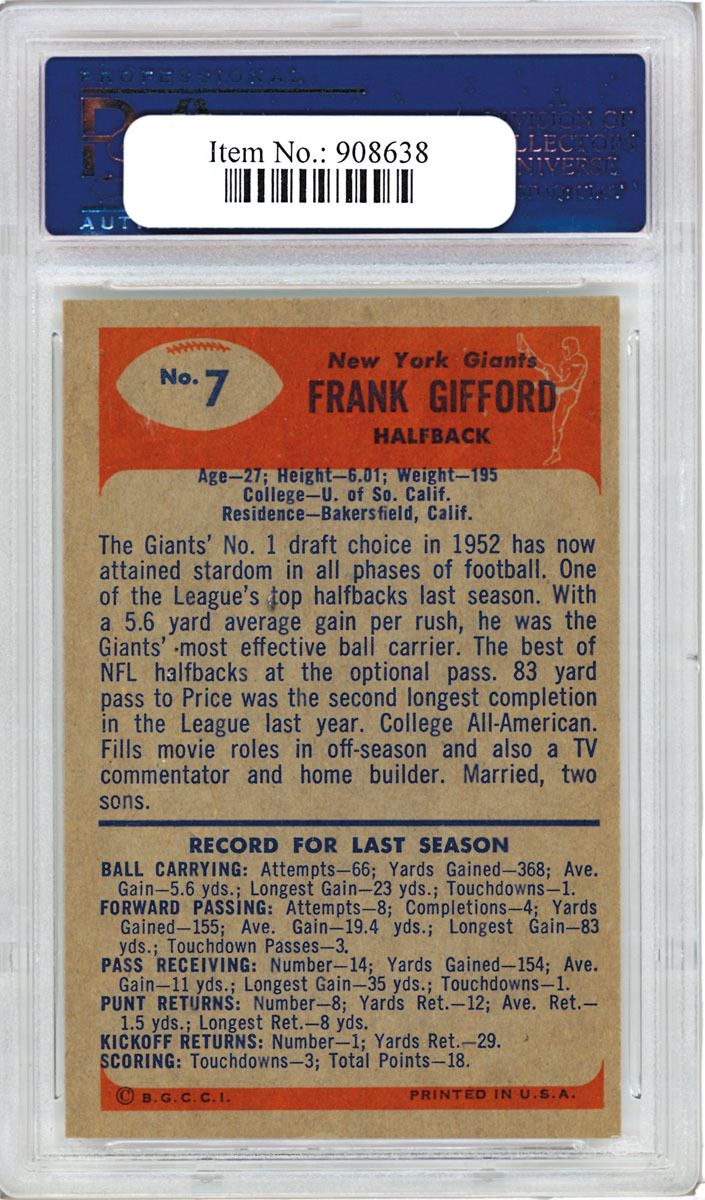 PROFESSIONAL
DIVISION OF
COLLECTORS
UNIVERSE
Item No.: 908638
No. 7
New York Giants
FRANK GIFFORD
HALFBACK
Age—27; Height—6.01; Weight—195
College—U. of So. Calif.
Residence—Bakersfield, Calif.
The Giants' No. 1 draft choice in 1952 has now
attained stardom in all phases of football. One
of the League's top halfbacks last season. With
a 5.6 yard average gain per rush, he was the
Giants' most effective ball carrier. The best of
NFL halfbacks at the optional pass. 83 yard
pass to Price was the second longest completion
in the League last year. College All-American.
Fills movie roles in off-season and also a TV
commentator and home builder. Married, two
sons.
RECORD FOR LAST SEASON
BALL CARRYING: Attempts—66; Yards Gained—368; Ave.
Gain—5.6 yds.; Longest Gain—23 yds.; Touchdowns—1.
FORWARD PASSING: Attempts—8; Completions—4; Yards
Gained—155; Ave. Gain—19.4 yds.; Longest Gain—83
yds.; Touchdown Passes—3.
PASS RECEIVING: Number—14; Yards Gained—154; Ave.
Gain—11 yds.; Longest Gain—35 yds.; Touchdowns—1.
PUNT RETURNS: Number—8; Yards Ret.—12; Ave. Ret.—
1.5 yds.; Longest Ret.—8 yds.
KICKOFF RETURNS: Number—1; Yards Ret.—29.
SCORING: Touchdowns—3; Total Points—18.
© B.G.C.C.I. PRINTED IN U.S.A.